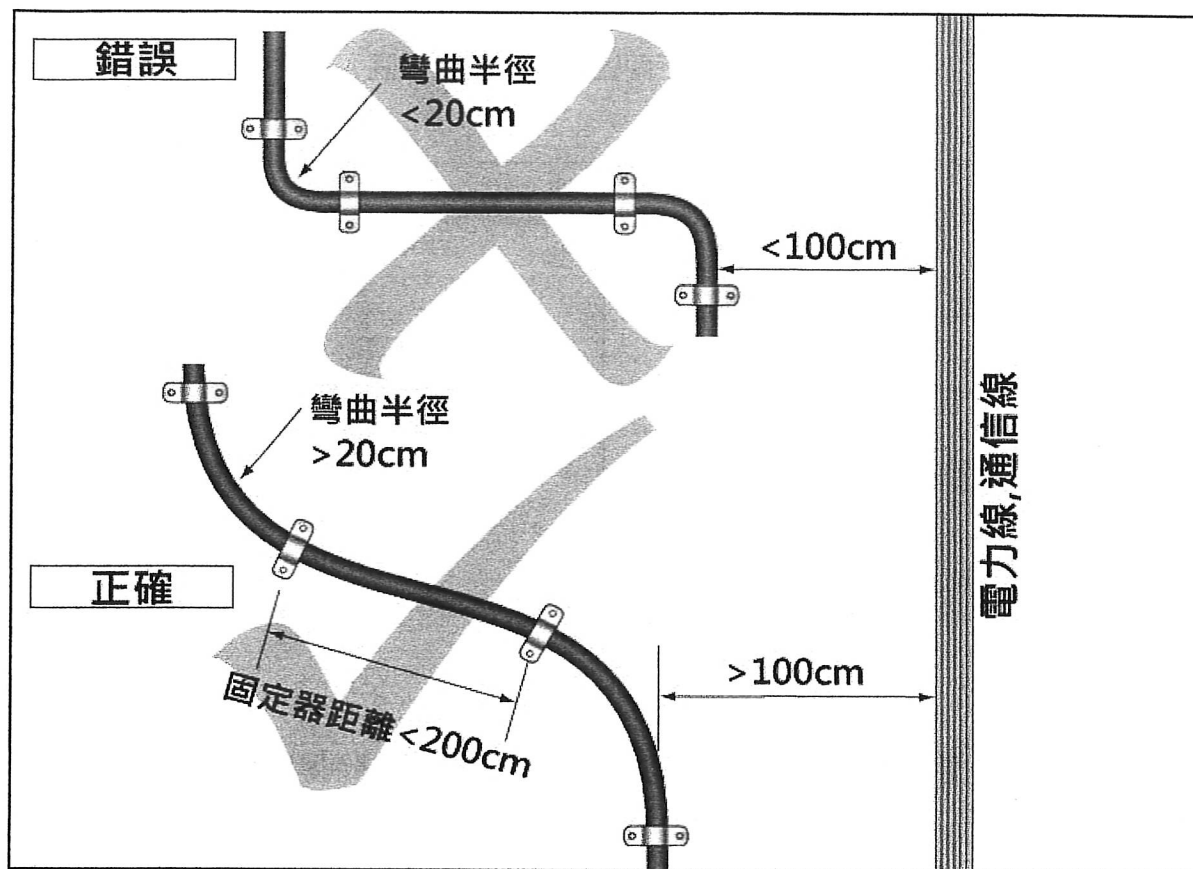 錯誤
彎曲半徑
<20cm
<100cm
彎曲半徑
>20cm
正確
固定器距離<200cm
>100cm
電力線,通信線